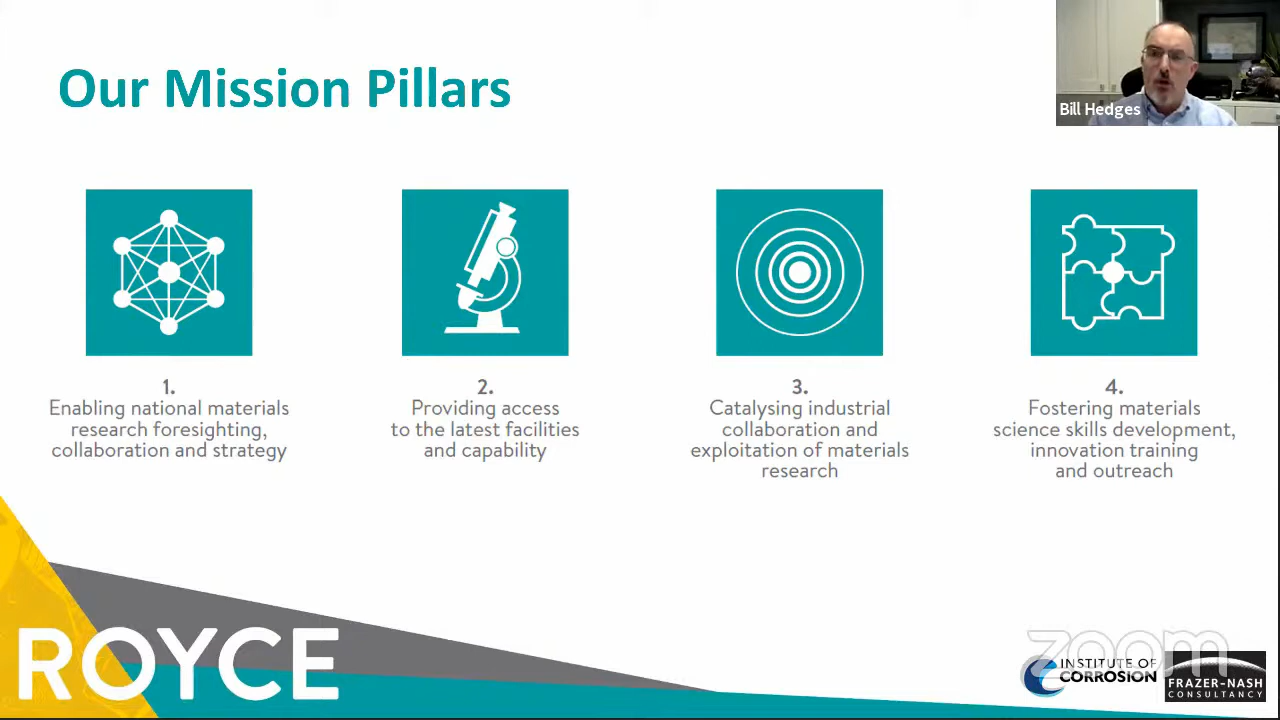 Our Mission Pillars
Bill Hedges
1.
Enabling national materials
research foresighting,
collaboration and strategy
2.
Providing access
to the latest facilities
and capability
3.
Catalysing industrial
collaboration and
exploitation of materials
research
4.
Fostering materials
science skills development,
innovation training
and outreach
ROYCE
zoom
INSTITUTE OF
CORROSION
FRAZER-NASH
CONSULTANCY